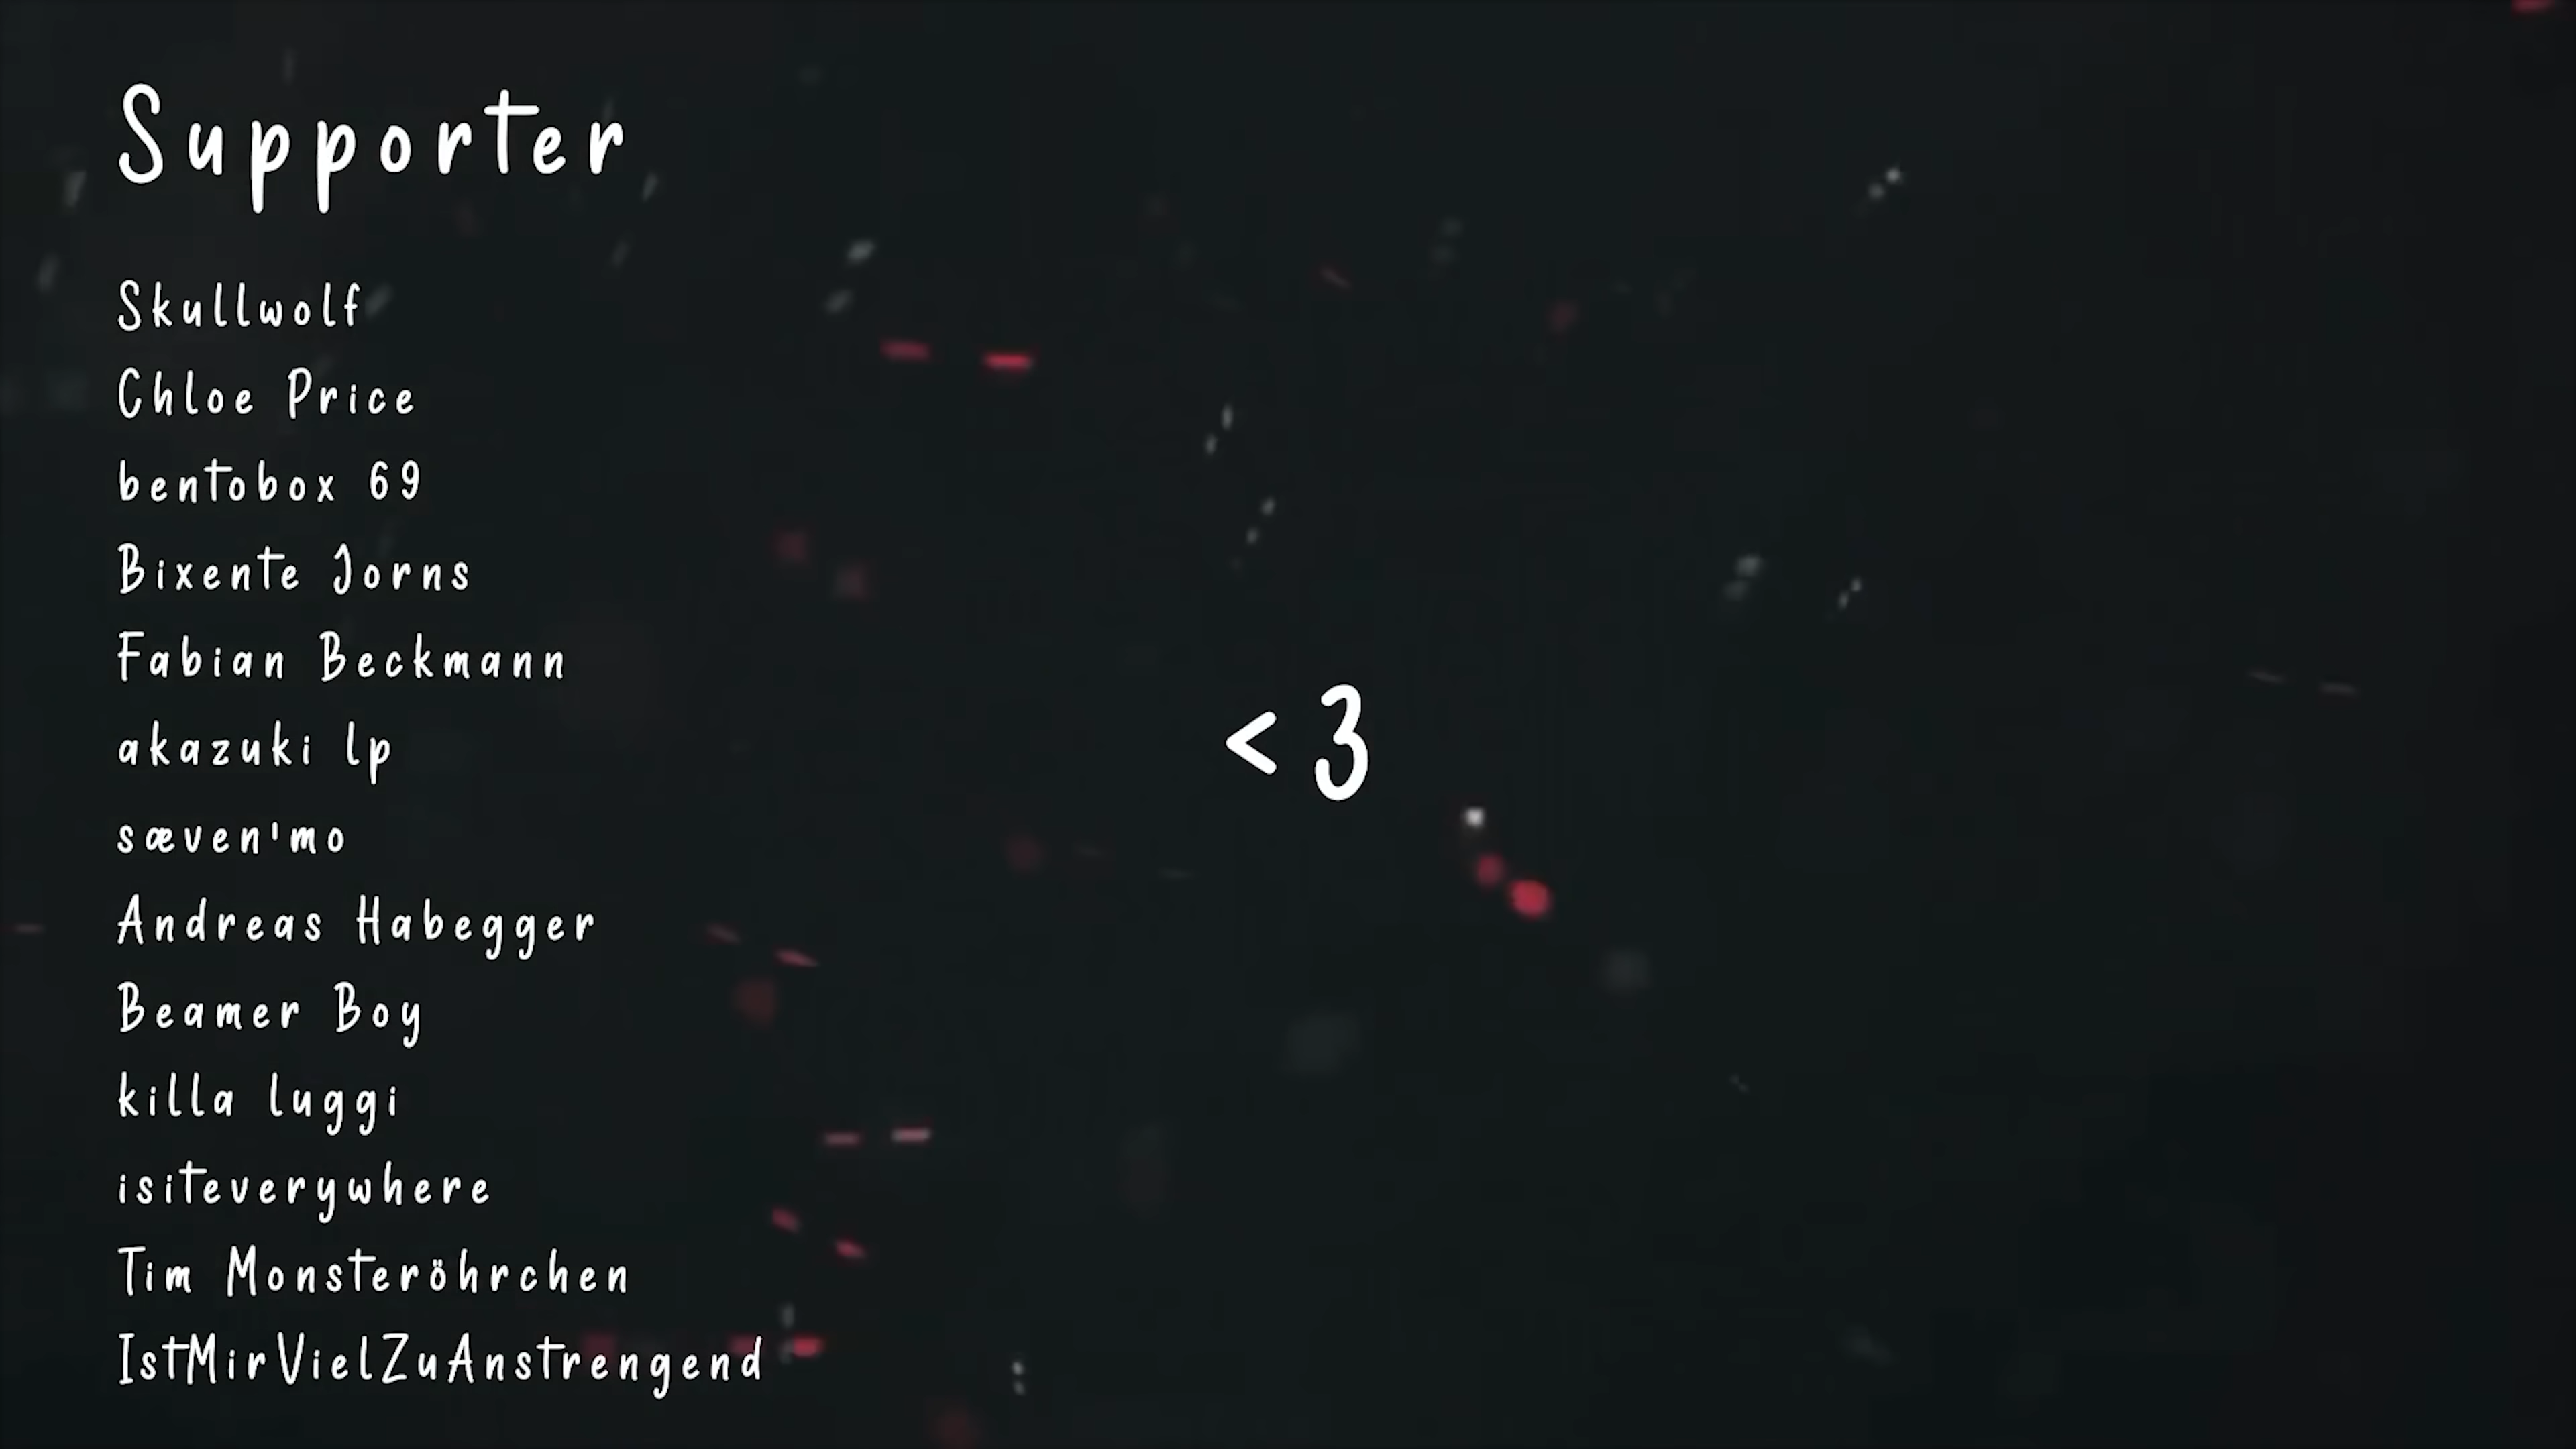 Supporter
Skullwolf
Chloe Price
bentobox 69
Bixente Jorns
Fabian Beckmann
akazuki lp
sæven'mo
Andreas Habegger
Beamer Boy
killa luggi
isiteverywhere
Tim Monsteröhrchen
IstMirVielZuAnstrengend
<3